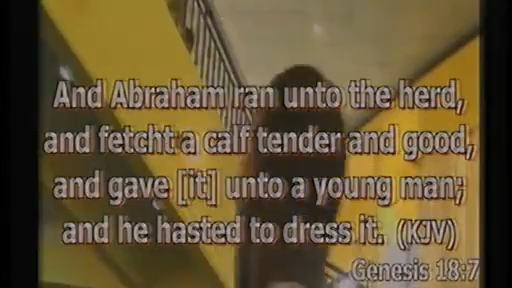 And Abraham ran unto the herd,
and fetcht a calf tender and good,
and gave [it] unto a young man;
and he hasted to dress it. (KJV)
Genesis 18:7